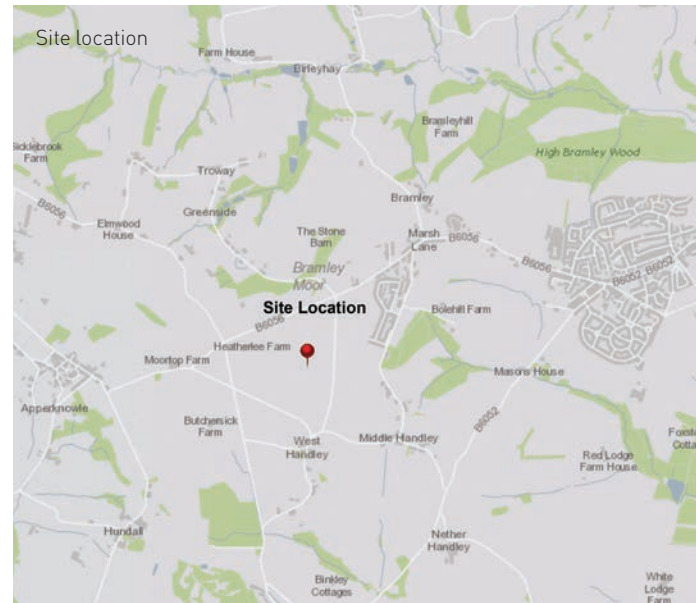 Site location
Farm House
Birleyhay
Bramleyhill
Farm
High Bramley Wood
Farm
Troway
Greenside
Bramley
B6056
Elmwood
House
The Stone
Barn
Marsh
Lane
B6056
B6056
B6052
B6052
Bramley
Moor
Site Location
B6056
Bolehill Farm
Heatherlee Farm
Moortop Farm
Masons House
Apperknowle
Butchersick
Farm
West
Handley
Middle Handley
B6052
Red Lodge
Farm House
Hundall
Nether
Handley
Binkley
Cottages
White
Lodge
Farm